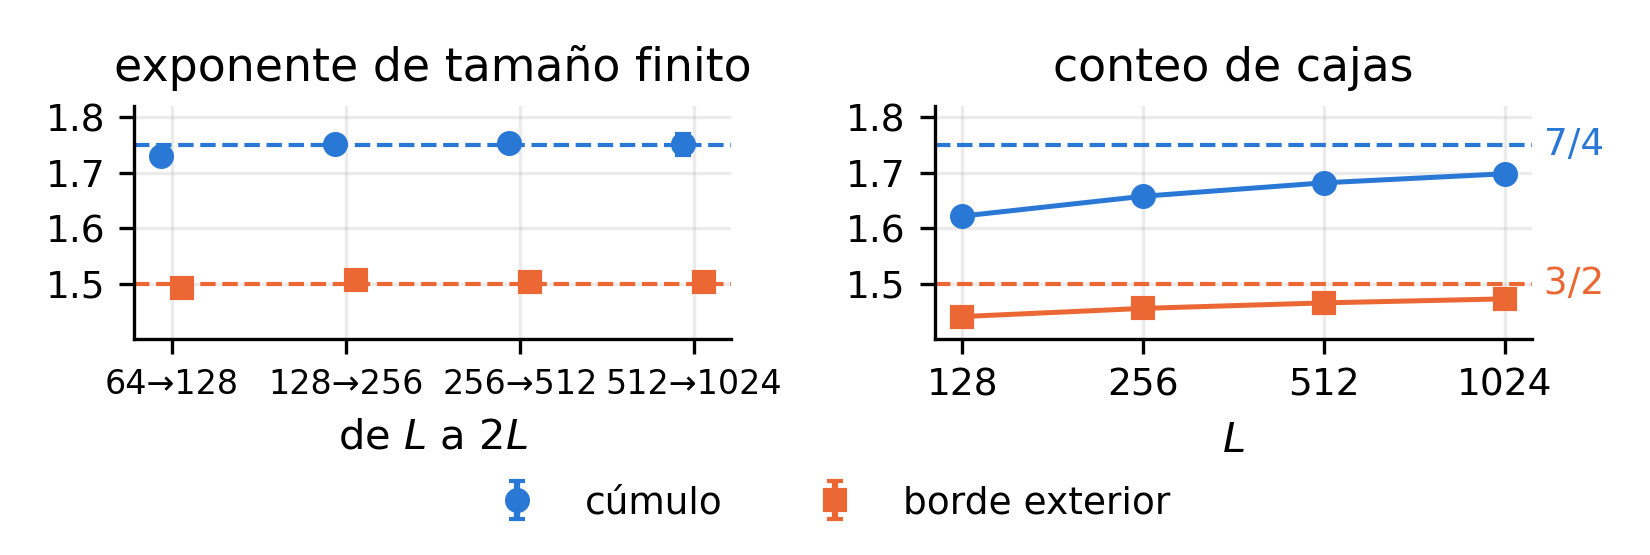 exponente de tamaño finito
1.8
1.7
1.6
1.5
64→128 128→256 256→512 512→1024
de L a 2L
conteo de cajas
1.8
1.7
1.6
1.5
7/4
3/2
128 256 512 1024
L
cúmulo borde exterior